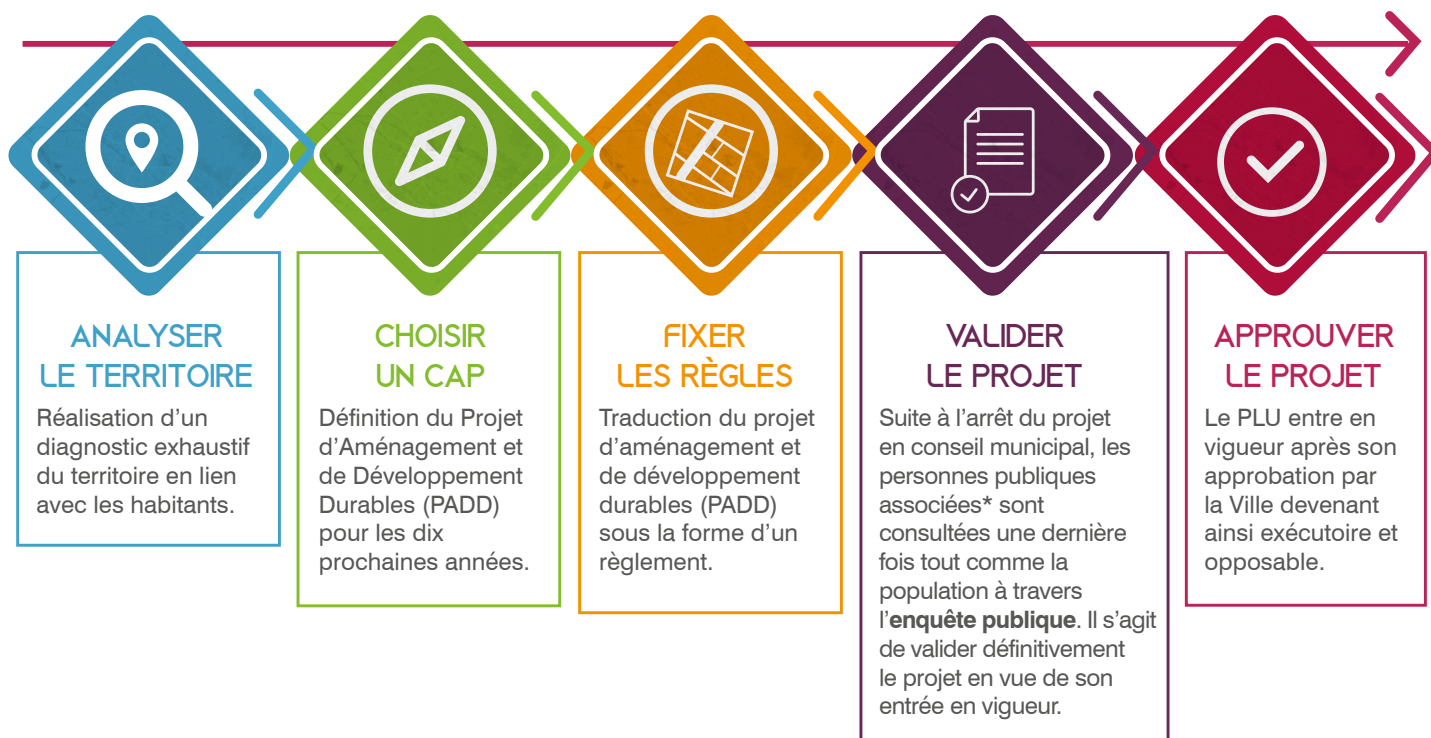 ANALYSER
LE TERRITOIRE
Réalisation d’un
diagnostic exhaustif
du territoire en lien
avec les habitants.
CHOISIR
UN CAP
Définition du Projet
d’Aménagement et
de Développement
Durables (PADD)
pour les dix
prochaines années.
FIXER
LES RÈGLES
Traduction du projet
d’aménagement et
de développement
durables (PADD)
sous la forme d’un
règlement.
VALIDER
LE PROJET
Suite à l’arrêt du projet
en conseil municipal, les
personnes publiques
associées* sont
consultées une dernière
fois tout comme la
population à travers
l’enquête publique. Il s’agit
de valider définitivement
le projet en vue de son
entrée en vigueur.
APPROUVER
LE PROJET
Le PLU entre en
vigueur après son
approbation par
la Ville devenant
ainsi exécutoire et
opposable.